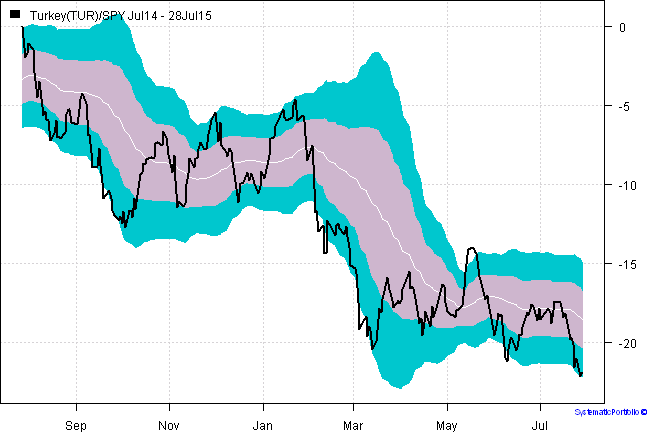 Turkey(TUR)/SPY Jul14 - 28Jul15
0
-5
-10
-15
-20
Sep
Nov
Jan
Mar
May
Jul
SystematicPortfolio ©